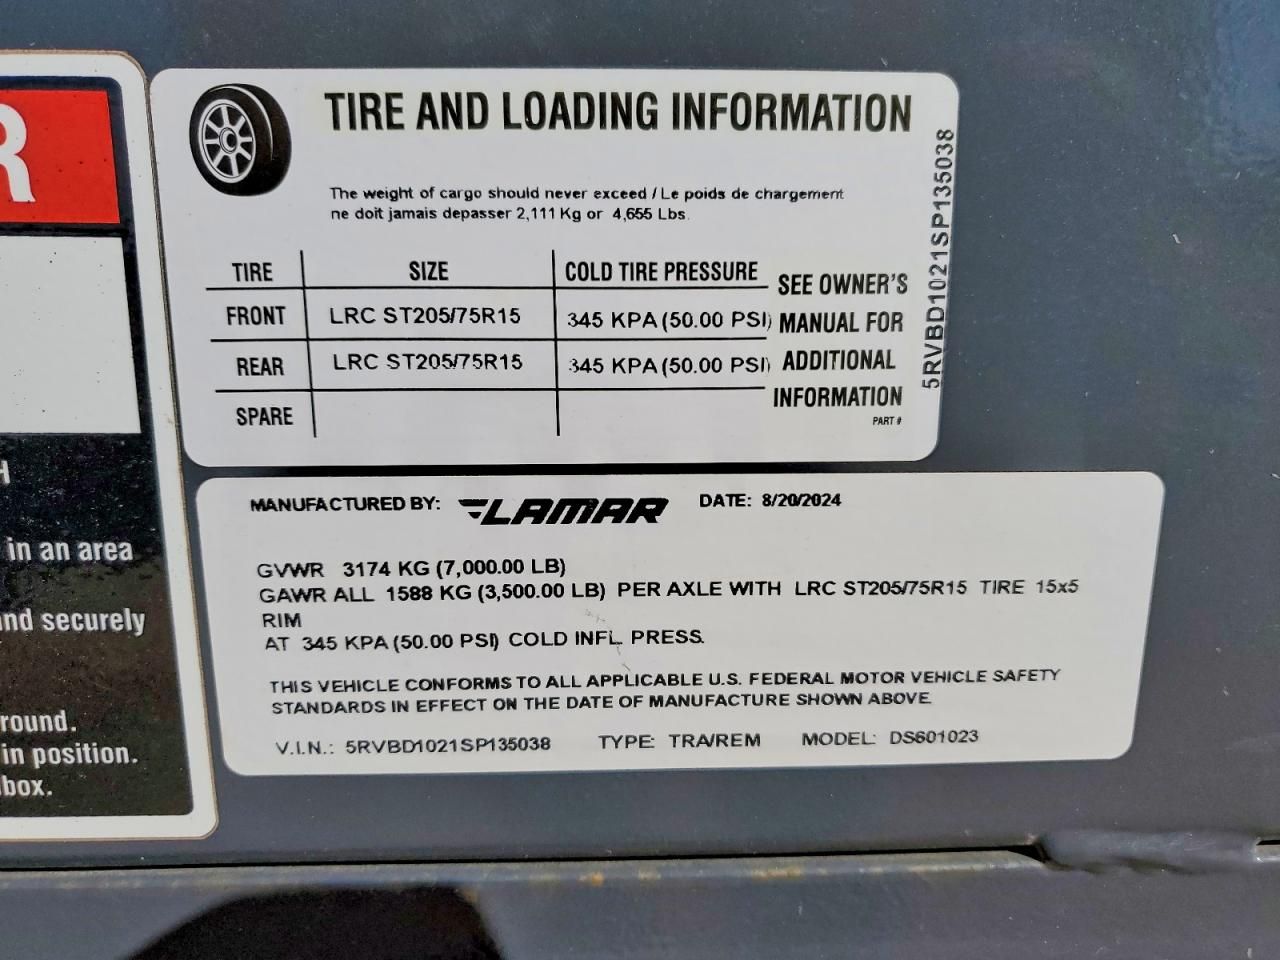 R
H
in an area
and securely
round.
in position.
box.
TIRE AND LOADING INFORMATION
The weight of cargo should never exceed / Le poids de chargement
ne doit jamais depasser 2,111 Kg or 4,655 Lbs.
TIRE SIZE COLD TIRE PRESSURE
FRONT LRC ST205/75R15 345 KPA (50.00 PSI)
REAR LRC ST205/75R15 345 KPA (50.00 PSI)
SPARE
SEE OWNER'S
MANUAL FOR
ADDITIONAL
INFORMATION
PART #
5RVBD1021SP135038
MANUFACTURED BY: LAMAR DATE: 8/20/2024
GVWR 3174 KG (7,000.00 LB)
GAWR ALL 1588 KG (3,500.00 LB) PER AXLE WITH LRC ST205/75R15 TIRE 15x5
RIM
AT 345 KPA (50.00 PSI) COLD INFL. PRESS.
THIS VEHICLE CONFORMS TO ALL APPLICABLE U.S. FEDERAL MOTOR VEHICLE SAFETY
STANDARDS IN EFFECT ON THE DATE OF MANUFACTURE SHOWN ABOVE.
V.I.N.: 5RVBD1021SP135038 TYPE: TRA/REM MODEL: DS601023